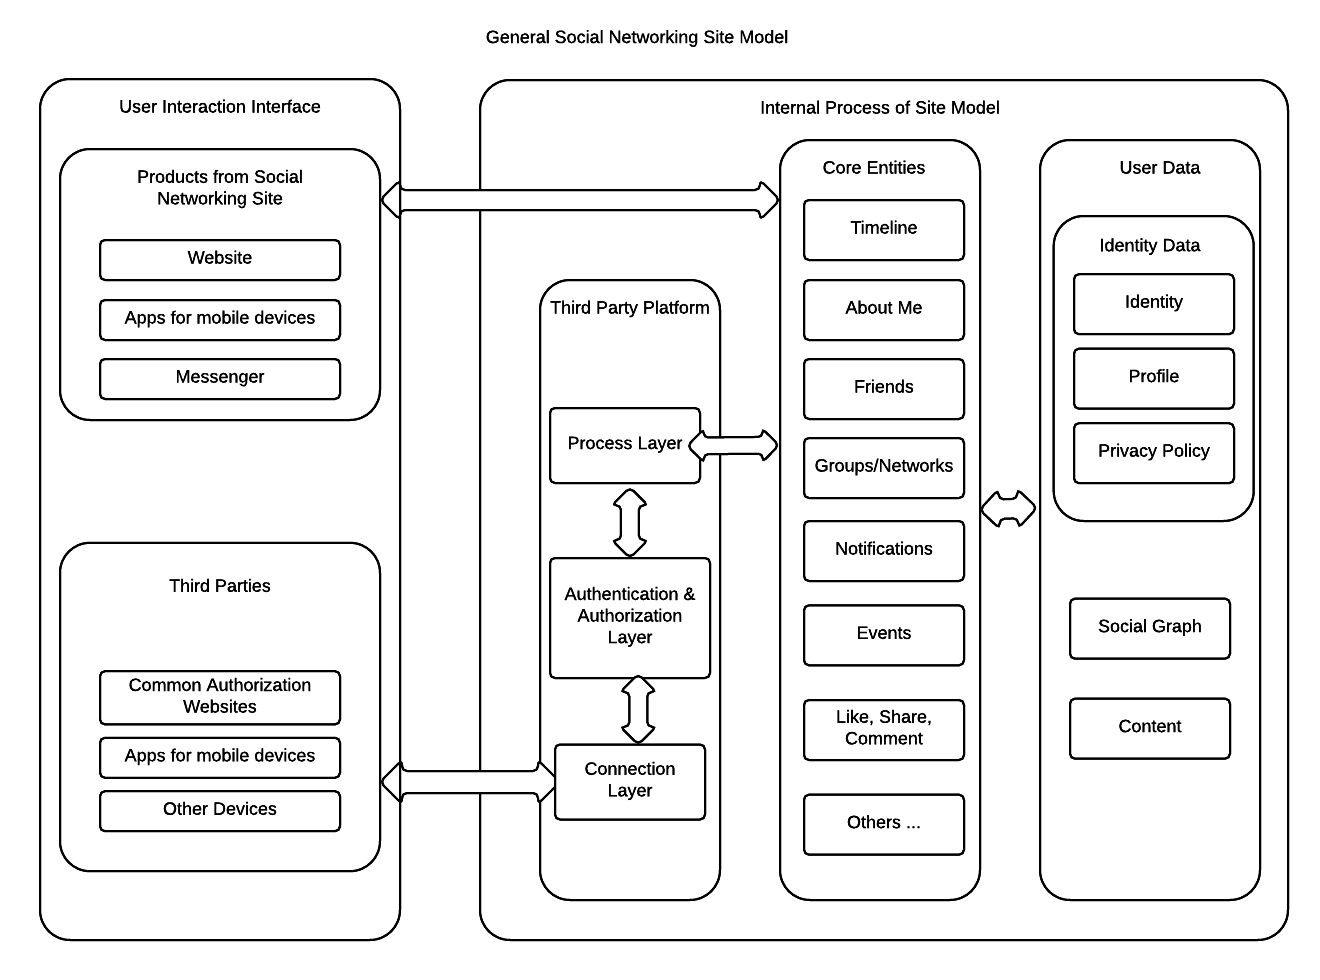 General Social Networking Site Model
User Interaction Interface
Products from Social
Networking Site
Website
Apps for mobile devices
Messenger
Third Parties
Common Authorization
Websites
Apps for mobile devices
Other Devices
Internal Process of Site Model
Third Party Platform
Process Layer
Authentication &
Authorization
Layer
Connection
Layer
Core Entities
Timeline
About Me
Friends
Groups/Networks
Notifications
Events
Like, Share,
Comment
Others ...
User Data
Identity Data
Identity
Profile
Privacy Policy
Social Graph
Content